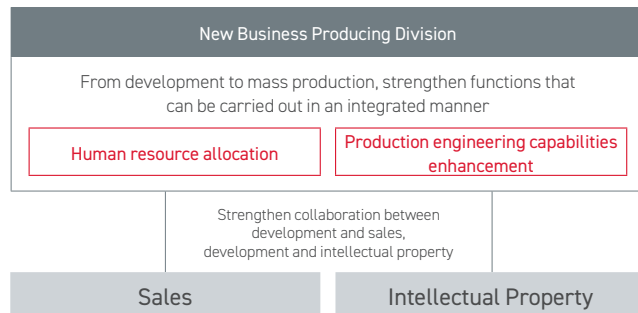 New Business Producing Division
From development to mass production, strengthen functions that
can be carried out in an integrated manner
Human resource allocation
Production engineering capabilities
enhancement
Strengthen collaboration between
development and sales,
development and intellectual property
Sales
Intellectual Property